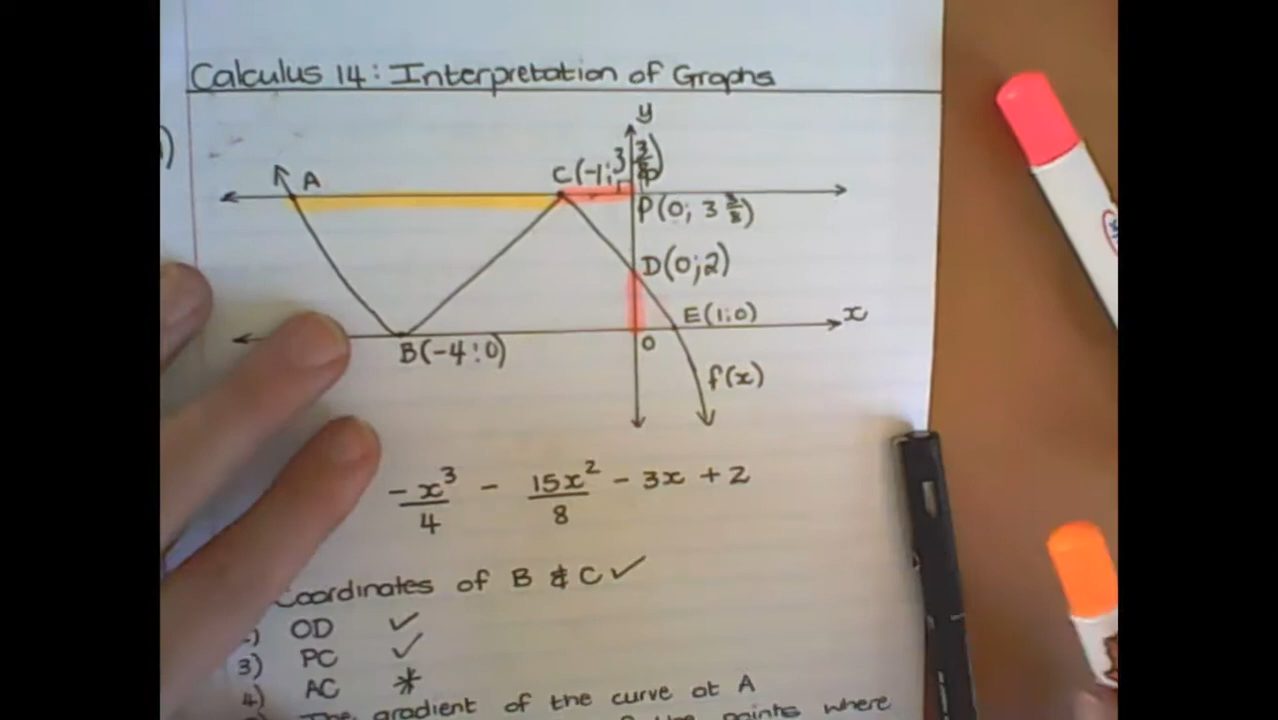 Calculus 14: Interpretation of Graphs
)
y
A
C(-1; 3 3/8)
P(0; 3 3/8)
D(0;2)
E(1;0)
x
B(-4;0)
0
f(x)
-x³/4 - 15x²/8 - 3x + 2
Coordinates of B & C ✓
) OD ✓
3) PC ✓
4) AC *
The gradient of the curve at A
points where